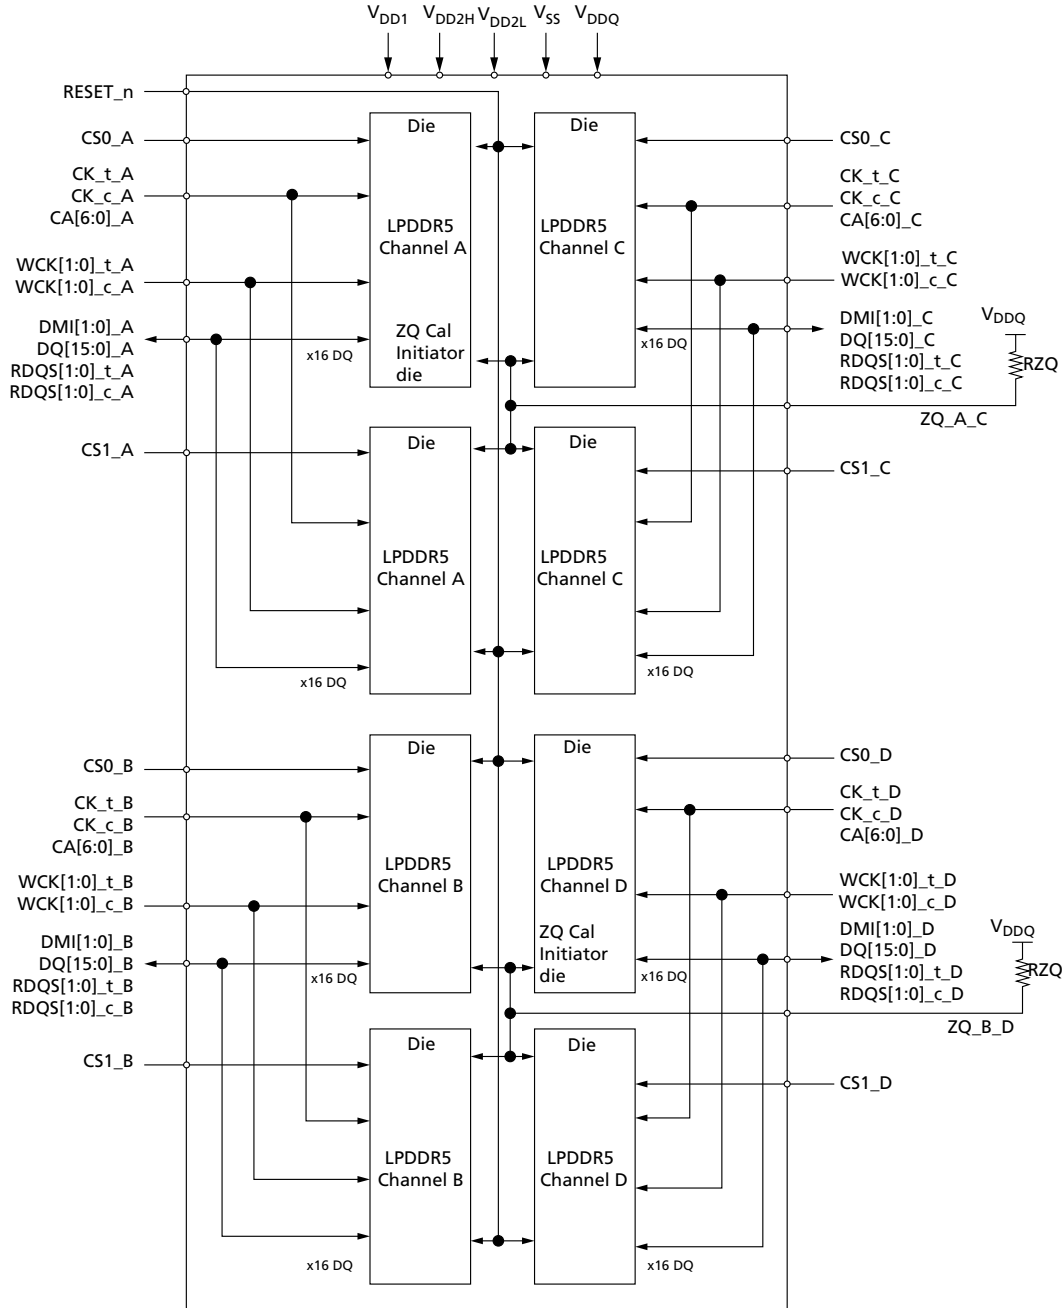 VDD1 VDD2H VDD2L VSS VDDQ
RESET_n
CS0_A
CK_t_A
CK_c_A
CA[6:0]_A
WCK[1:0]_t_A
WCK[1:0]_c_A
DMI[1:0]_A
DQ[15:0]_A
RDQS[1:0]_t_A
RDQS[1:0]_c_A
CS1_A
Die
LPDDR5
Channel A
ZQ Cal
Initiator
die
x16 DQ
Die
LPDDR5
Channel C
x16 DQ
CS0_C
CK_t_C
CK_c_C
CA[6:0]_C
WCK[1:0]_t_C
WCK[1:0]_c_C
DMI[1:0]_C
DQ[15:0]_C
RDQS[1:0]_t_C
RDQS[1:0]_c_C
VDDQ
RZQ
ZQ_A_C
CS1_C
Die
LPDDR5
Channel A
x16 DQ
Die
LPDDR5
Channel C
x16 DQ
CS0_B
CK_t_B
CK_c_B
CA[6:0]_B
WCK[1:0]_t_B
WCK[1:0]_c_B
DMI[1:0]_B
DQ[15:0]_B
RDQS[1:0]_t_B
RDQS[1:0]_c_B
CS1_B
Die
LPDDR5
Channel B
x16 DQ
Die
LPDDR5
Channel D
ZQ Cal
Initiator
die
x16 DQ
CS0_D
CK_t_D
CK_c_D
CA[6:0]_D
WCK[1:0]_t_D
WCK[1:0]_c_D
DMI[1:0]_D
DQ[15:0]_D
RDQS[1:0]_t_D
RDQS[1:0]_c_D
VDDQ
RZQ
ZQ_B_D
CS1_D
Die
LPDDR5
Channel B
x16 DQ
Die
LPDDR5
Channel D
x16 DQ